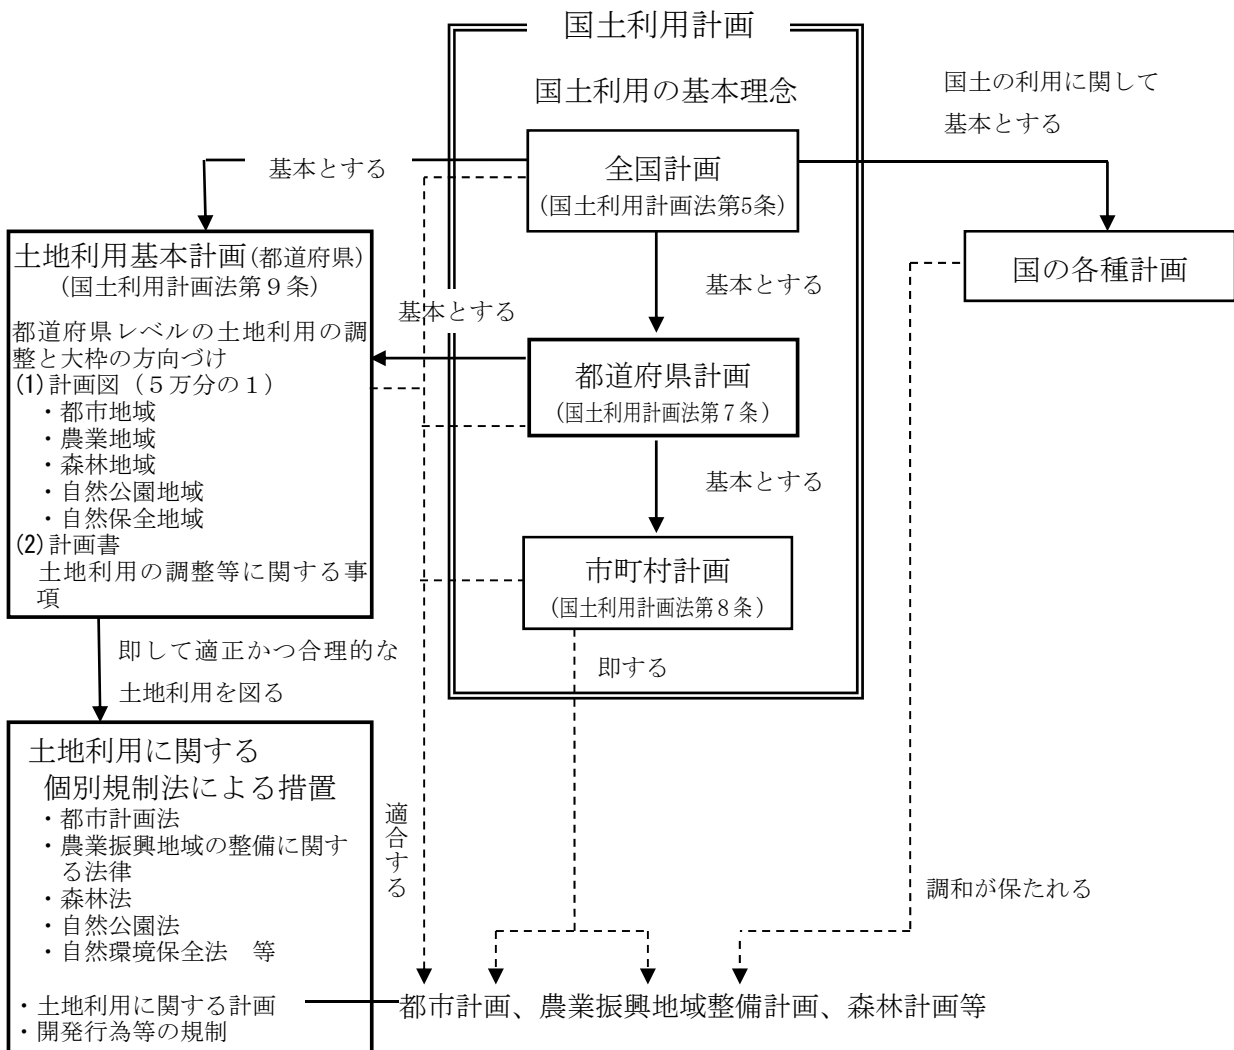 国土利用計画
国土利用の基本理念
全国計画
(国土利用計画法第5条)
国土の利用に関して
基本とする
基本とする
土地利用基本計画(都道府県)
(国土利用計画法第９条)
都道府県レベルの土地利用の調
整と大枠の方向づけ
(1)計画図（５万分の１）
・都市地域
・農業地域
・森林地域
・自然公園地域
・自然保全地域
(2)計画書
土地利用の調整等に関する事
項
国の各種計画
基本とする
基本とする
都道府県計画
(国土利用計画法第７条)
基本とする
市町村計画
(国土利用計画法第８条)
即する
即して適正かつ合理的な
土地利用を図る
土地利用に関する
個別規制法による措置
・都市計画法
・農業振興地域の整備に関す
る法律
・森林法
・自然公園法
・自然環境保全法　等
・土地利用に関する計画
・開発行為等の規制
適合する
調和が保たれる
都市計画、農業振興地域整備計画、森林計画等